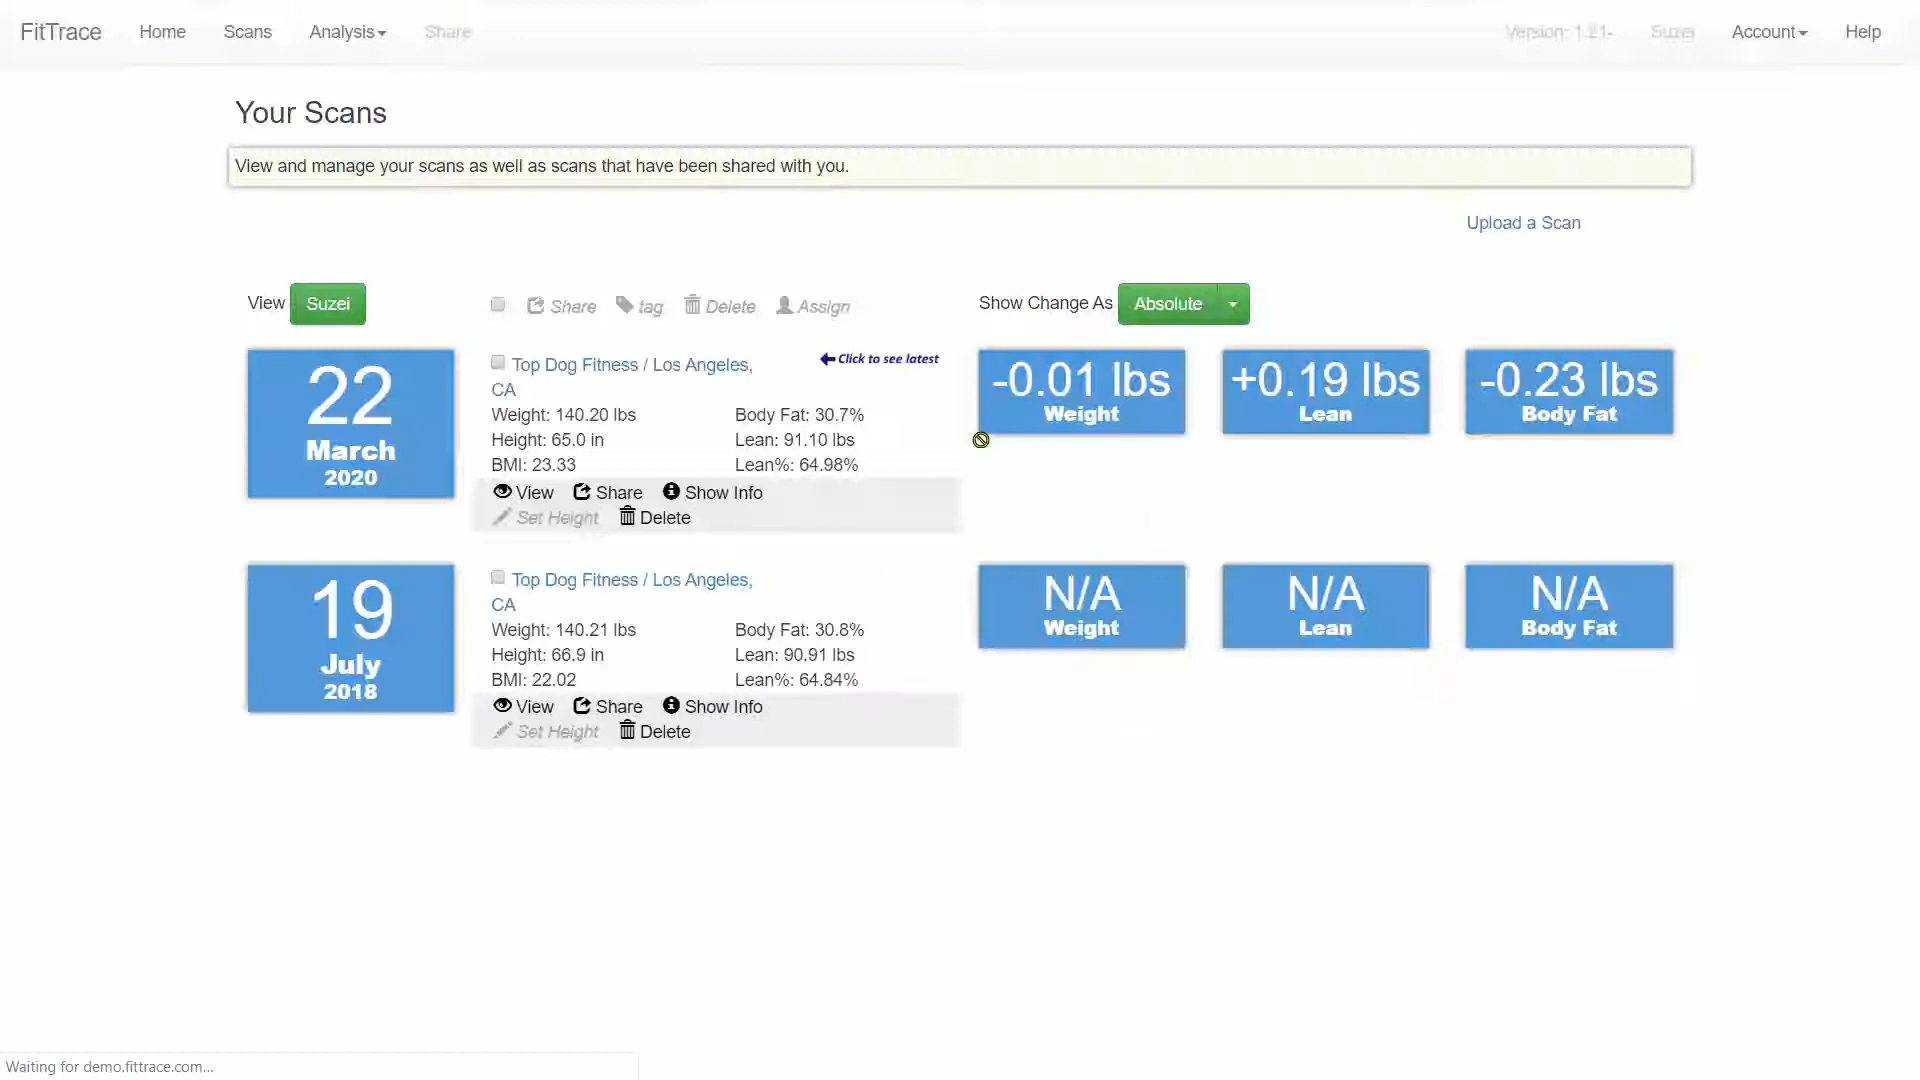 FitTrace Home Scans Analysis Share Version: 1.21- Suzei Account Help
Your Scans
View and manage your scans as well as scans that have been shared with you.
Upload a Scan
View Suzei Share tag Delete Assign Show Change As Absolute
22
March
2020
Top Dog Fitness / Los Angeles,
CA
Click to see latest
Weight: 140.20 lbs Body Fat: 30.7%
Height: 65.0 in Lean: 91.10 lbs
BMI: 23.33 Lean%: 64.98%
View Share Show Info
Set Height Delete
-0.01 lbs
Weight
+0.19 lbs
Lean
-0.23 lbs
Body Fat
19
July
2018
Top Dog Fitness / Los Angeles,
CA
Weight: 140.21 lbs Body Fat: 30.8%
Height: 66.9 in Lean: 90.91 lbs
BMI: 22.02 Lean%: 64.84%
View Share Show Info
Set Height Delete
N/A
Weight
N/A
Lean
N/A
Body Fat
Waiting for demo.fittrace.com...